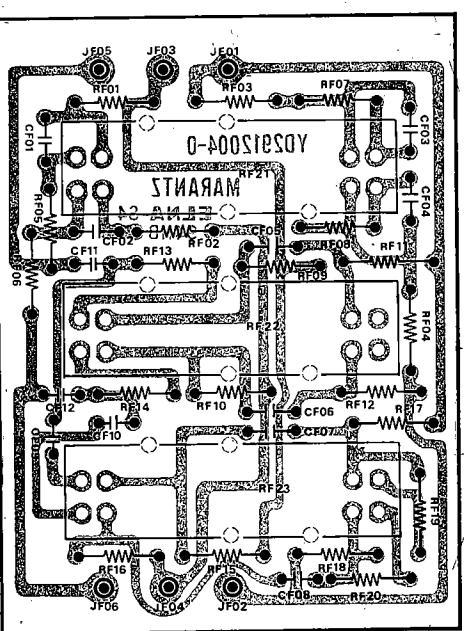 JF05 JF03 JF01
RF01 RF03 RF07
CF01 CF03
YD2912004-0
RF21
MARANTZ
ELNA S4
RF05 CF04
CF02 RF02 CF05 RF08
CF11 RF13 RF09 RF11
RF06
RF22 RF04
CF12 RF14 RF10 CF06 RF12 RF17
CF10 CF07
RF23
RF19
RF16 RF15 RF18
JF06 JF04 JF02 CF08 RF20